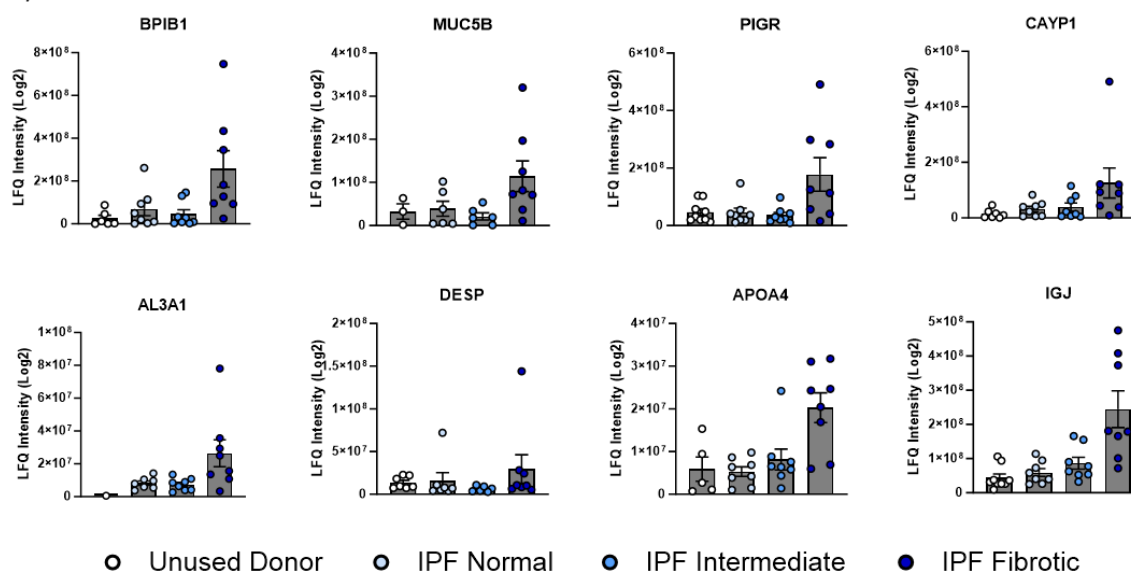 BPIB1
MUC5B
PIGR
CAYP1
LFQ Intensity (Log2)
8×10⁸
6×10⁸
4×10⁸
2×10⁸
0
LFQ Intensity (Log2)
4×10⁸
3×10⁸
2×10⁸
1×10⁸
0
LFQ Intensity (Log2)
6×10⁸
4×10⁸
2×10⁸
0
LFQ Intensity (Log2)
6×10⁸
4×10⁸
2×10⁸
0
AL3A1
DESP
APOA4
IGJ
LFQ Intensity (Log2)
1×10⁸
8×10⁷
6×10⁷
4×10⁷
2×10⁷
0
LFQ Intensity (Log2)
2×10⁸
1.5×10⁸
1×10⁸
5×10⁷
0
LFQ Intensity (Log2)
4×10⁷
3×10⁷
2×10⁷
1×10⁷
0
LFQ Intensity (Log2)
5×10⁸
4×10⁸
3×10⁸
2×10⁸
1×10⁸
0
Unused Donor IPF Normal IPF Intermediate IPF Fibrotic